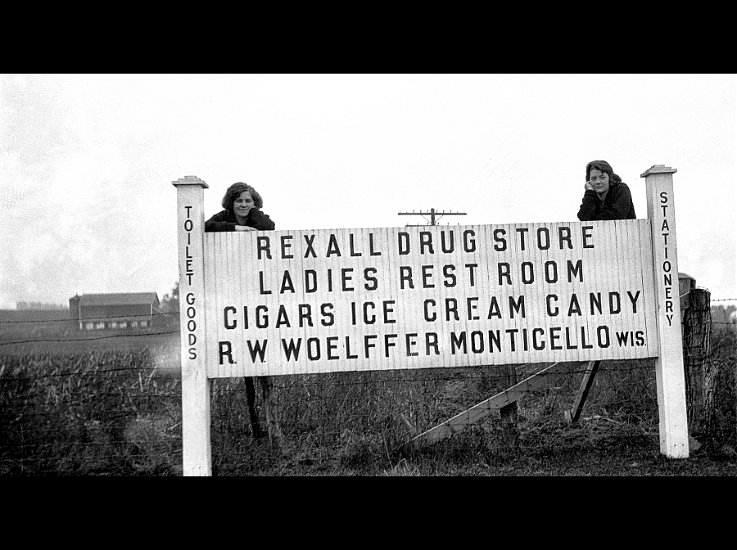 TOILET GOODS
REXALL DRUG STORE
LADIES REST ROOM
CIGARS ICE CREAM CANDY
R. W WOELFFER MONTICELLO WIS.
STATIONERY